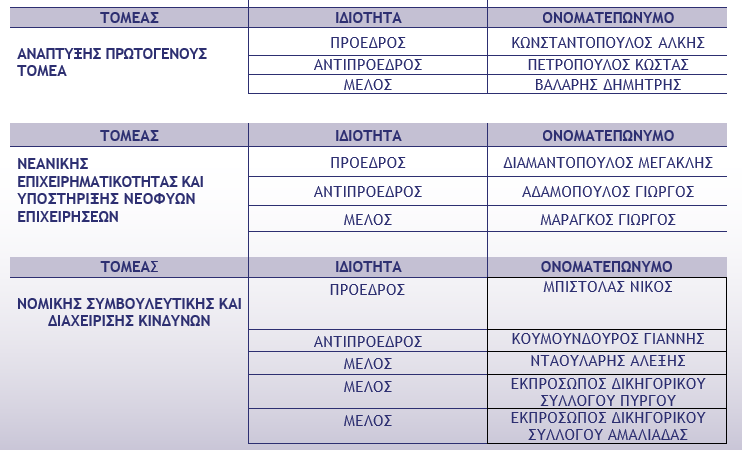 ΤΟΜΕΑΣ ΙΔΙΟΤΗΤΑ ΟΝΟΜΑΤΕΠΩΝΥΜΟ
ΑΝΑΠΤΥΞΗΣ ΠΡΩΤΟΓΕΝΟΥΣ
ΤΟΜΕΑ
ΠΡΟΕΔΡΟΣ ΚΩΝΣΤΑΝΤΟΠΟΥΛΟΣ ΑΛΚΗΣ
ΑΝΤΙΠΡΟΕΔΡΟΣ ΠΕΤΡΟΠΟΥΛΟΣ ΚΩΣΤΑΣ
ΜΕΛΟΣ ΒΑΛΑΡΗΣ ΔΗΜΗΤΡΗΣ
ΤΟΜΕΑΣ ΙΔΙΟΤΗΤΑ ΟΝΟΜΑΤΕΠΩΝΥΜΟ
ΝΕΑΝΙΚΗΣ
ΕΠΙΧΕΙΡΗΜΑΤΙΚΟΤΗΤΑΣ ΚΑΙ
ΥΠΟΣΤΗΡΙΞΗΣ ΝΕΟΦΥΩΝ
ΕΠΙΧΕΙΡΗΣΕΩΝ
ΠΡΟΕΔΡΟΣ ΔΙΑΜΑΝΤΟΠΟΥΛΟΣ ΜΕΓΑΚΛΗΣ
ΑΝΤΙΠΡΟΕΔΡΟΣ ΑΔΑΜΟΠΟΥΛΟΣ ΓΙΩΡΓΟΣ
ΜΕΛΟΣ ΜΑΡΑΓΚΟΣ ΓΙΩΡΓΟΣ
ΤΟΜΕΑΣ ΙΔΙΟΤΗΤΑ ΟΝΟΜΑΤΕΠΩΝΥΜΟ
ΝΟΜΙΚΗΣ ΣΥΜΒΟΥΛΕΥΤΙΚΗΣ ΚΑΙ
ΔΙΑΧΕΙΡΙΣΗΣ ΚΙΝΔΥΝΩΝ
ΠΡΟΕΔΡΟΣ ΜΠΙΣΤΟΛΑΣ ΝΙΚΟΣ
ΑΝΤΙΠΡΟΕΔΡΟΣ ΚΟΥΜΟΥΝΔΟΥΡΟΣ ΓΙΑΝΝΗΣ
ΜΕΛΟΣ ΝΤΑΟΥΛΑΡΗΣ ΑΛΕΞΗΣ
ΜΕΛΟΣ ΕΚΠΡΟΣΩΠΟΣ ΔΙΚΗΓΟΡΙΚΟΥ
ΣΥΛΛΟΓΟΥ ΠΥΡΓΟΥ
ΜΕΛΟΣ ΕΚΠΡΟΣΩΠΟΣ ΔΙΚΗΓΟΡΙΚΟΥ
ΣΥΛΛΟΓΟΥ ΑΜΑΛΙΑΔΑΣ